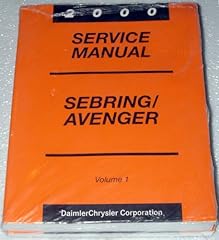 2000
SERVICE
MANUAL
SEBRING/
AVENGER
Volume 1
DaimlerChrysler Corporation